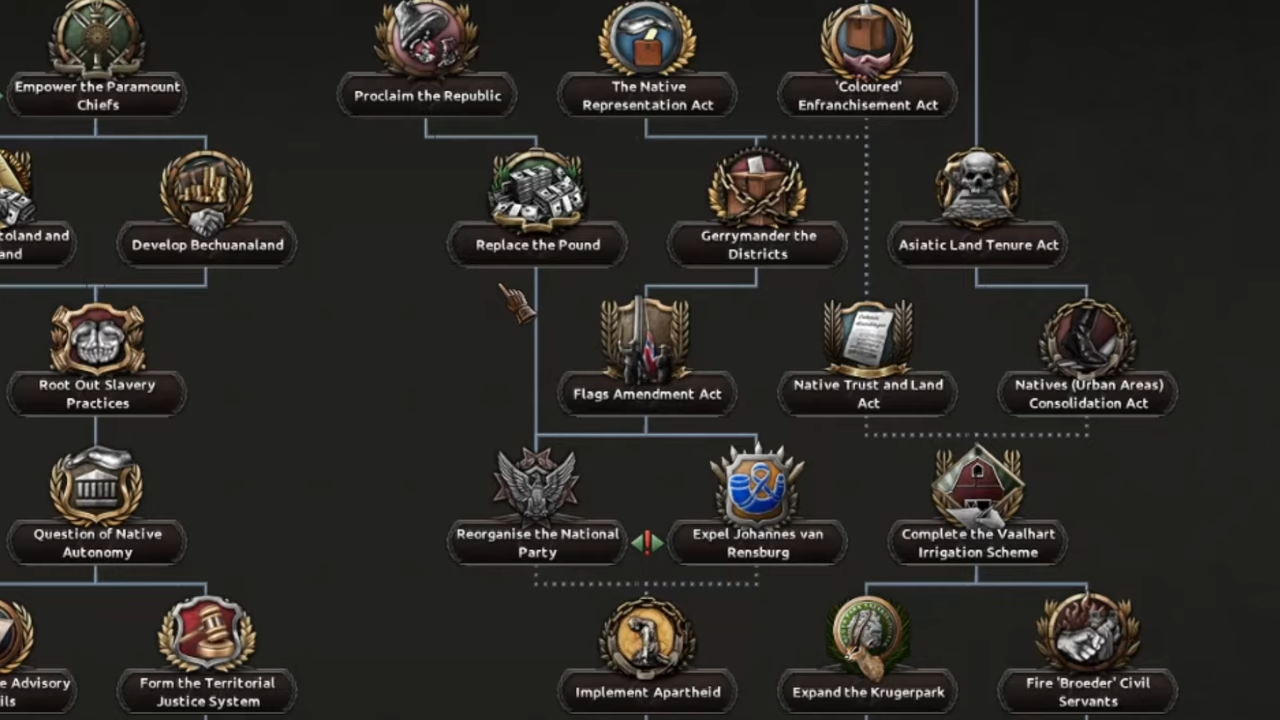 Empower the Paramount
Chiefs
Proclaim the Republic
The Native
Representation Act
'Coloured'
Enfranchisement Act
and
and
Develop Bechuanaland
Replace the Pound
Gerrymander the
Districts
Asiatic Land Tenure Act
Root Out Slavery
Practices
Flags Amendment Act
Native Trust and Land
Act
Natives (Urban Areas)
Consolidation Act
Question of Native
Autonomy
Reorganise the National
Party
Expel Johannes van
Rensburg
Complete the Vaalhart
Irrigation Scheme
Advisory
Form the Territorial
Justice System
Implement Apartheid
Expand the Krugerpark
Fire 'Broeder' Civil
Servants